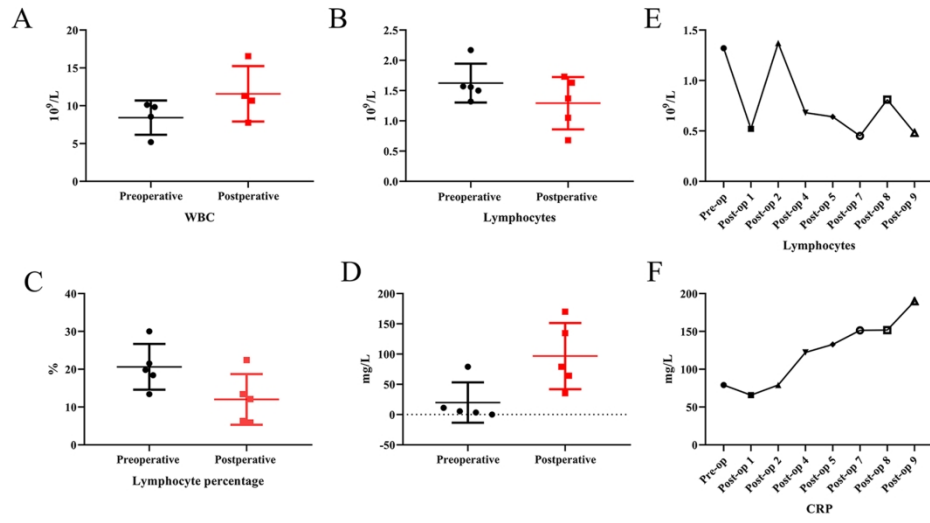 A
20
15
10
5
0
10⁹/L
Preoperative Postperative
WBC
B
2.5
2.0
1.5
1.0
0.5
0.0
10⁹/L
Preoperative Postperative
Lymphocytes
E
1.5
1.0
0.5
0.0
10⁹/L
Pre-op
Post-op 1
Post-op 2
Post-op 4
Post-op 5
Post-op 7
Post-op 8
Post-op 9
Lymphocytes
C
40
30
20
10
0
%
Preoperative Postperative
Lymphocyte percentage
D
200
150
100
50
0
-50
mg/L
Preoperative Postperative
F
200
150
100
50
0
mg/L
Pre-op
Post-op 1
Post-op 2
Post-op 4
Post-op 5
Post-op 7
Post-op 8
Post-op 9
CRP